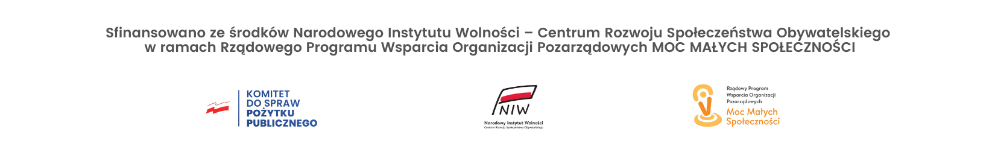 Sfinansowano ze środków Narodowego Instytutu Wolności – Centrum Rozwoju Społeczeństwa Obywatelskiego
w ramach Rządowego Programu Wsparcia Organizacji Pozarządowych MOC MAŁYCH SPOŁECZNOŚCI
KOMITET
DO SPRAW
POŻYTKU
PUBLICZNEGO
NIW
Narodowy Instytut Wolności
Centrum Rozwoju Społeczeństwa Obywatelskiego
Rządowy Program
Wsparcia Organizacji
Pozarządowych
Moc Małych
Społeczności